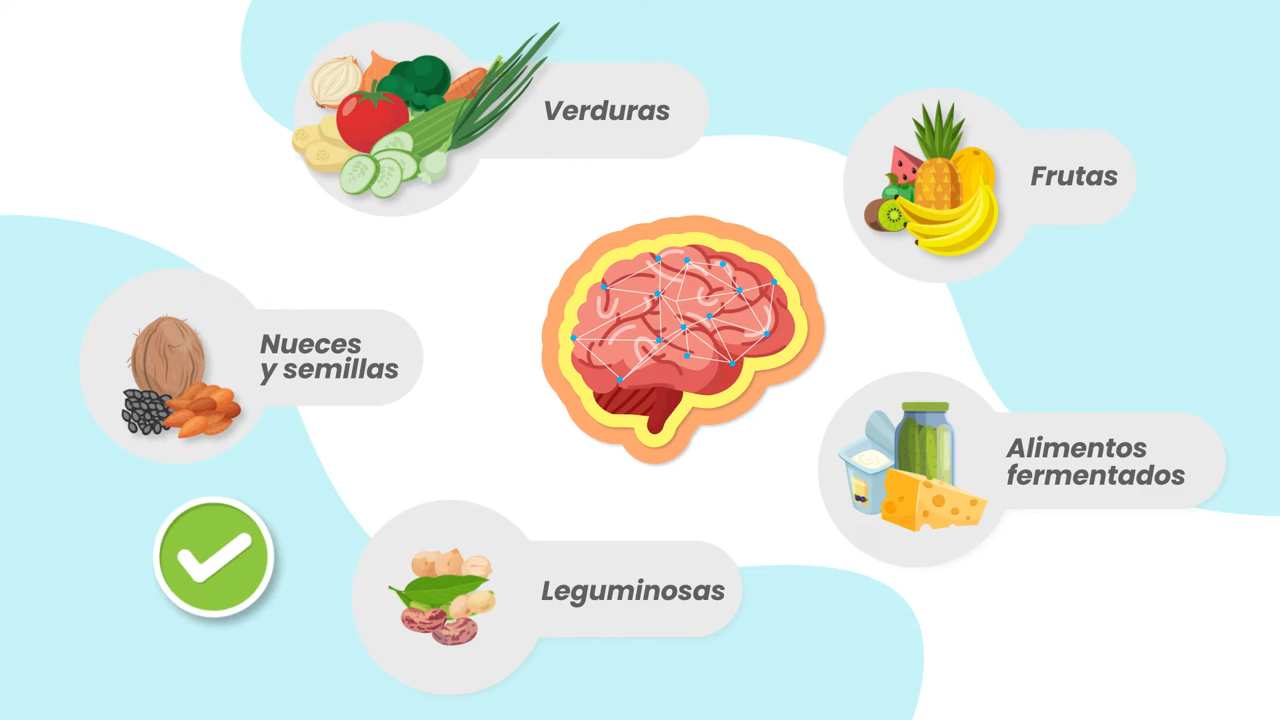 Verduras
Frutas
Nueces
y semillas
Alimentos
fermentados
Leguminosas